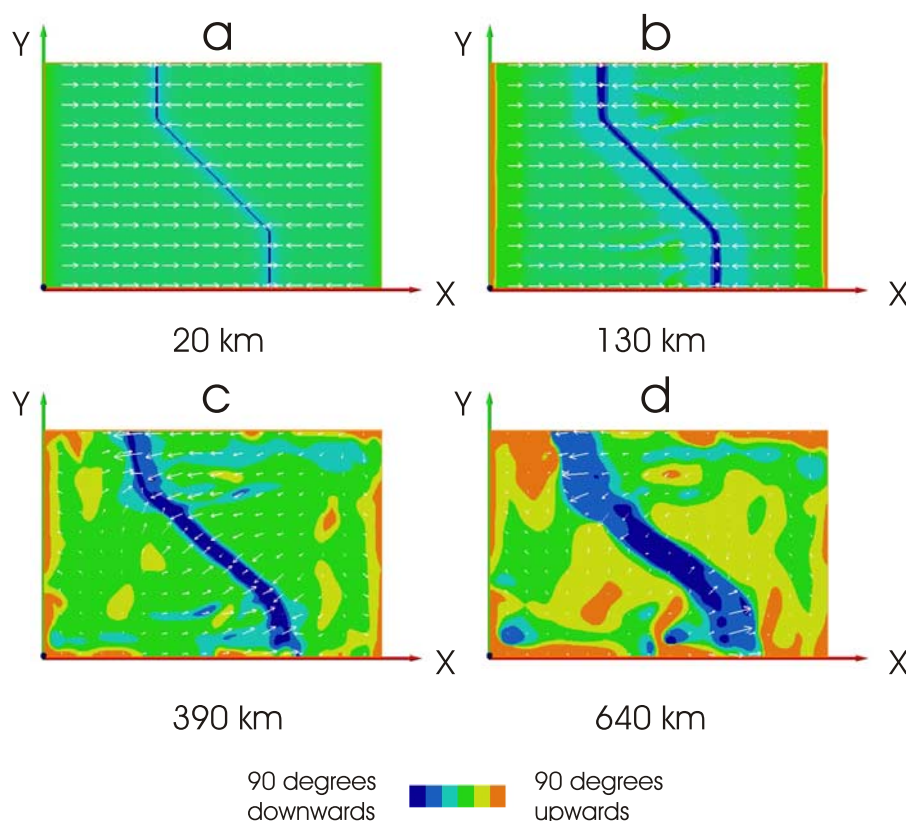 a
b
Y
Y
X
X
20 km
130 km
c
d
Y
Y
X
X
390 km
640 km
90 degrees
downwards
90 degrees
upwards